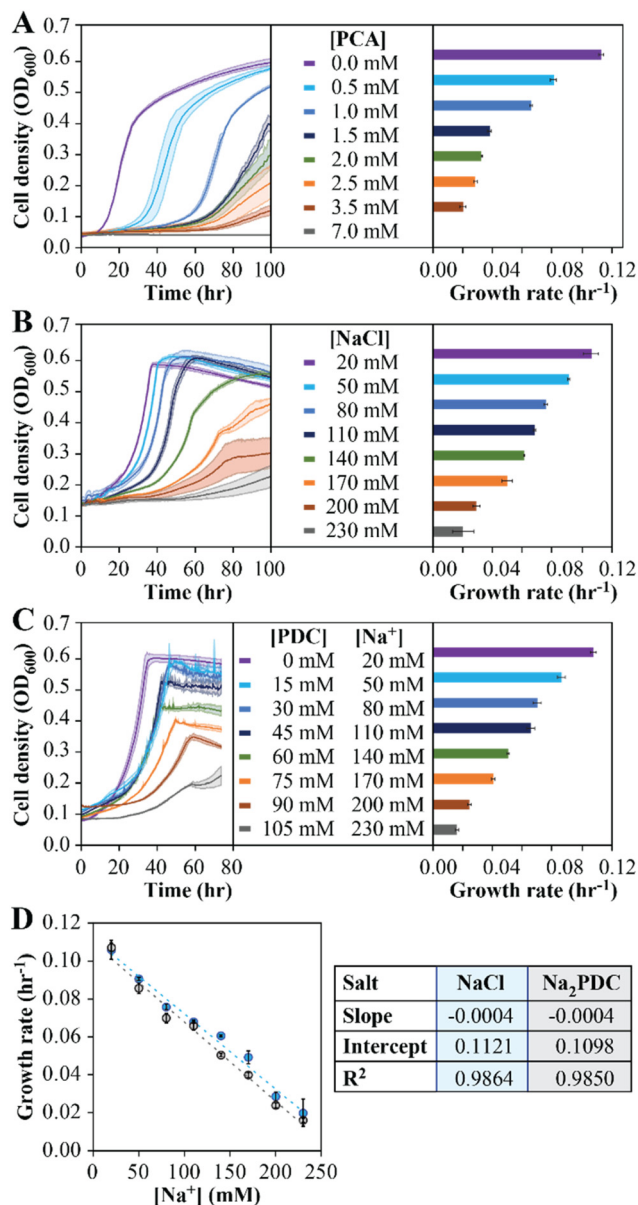 A
Cell density (OD600)
0.7
0.6
0.5
0.4
0.3
0.2
0.1
0.0
0 20 40 60 80 100
Time (hr)
[PCA]
0.0 mM
0.5 mM
1.0 mM
1.5 mM
2.0 mM
2.5 mM
3.5 mM
7.0 mM
0.00 0.04 0.08 0.12
Growth rate (hr-1)
B
Cell density (OD600)
0.7
0.6
0.5
0.4
0.3
0.2
0.1
0.0
0 20 40 60 80 100
Time (hr)
[NaCl]
20 mM
50 mM
80 mM
110 mM
140 mM
170 mM
200 mM
230 mM
0.00 0.04 0.08 0.12
Growth rate (hr-1)
C
Cell density (OD600)
0.7
0.6
0.5
0.4
0.3
0.2
0.1
0.0
0 20 40 60 80
Time (hr)
[PDC] [Na+]
0 mM 20 mM
15 mM 50 mM
30 mM 80 mM
45 mM 110 mM
60 mM 140 mM
75 mM 170 mM
90 mM 200 mM
105 mM 230 mM
0.00 0.04 0.08 0.12
Growth rate (hr-1)
D
Growth rate (hr-1)
0.12
0.10
0.08
0.06
0.04
0.02
0.00
0 50 100 150 200 250
[Na+] (mM)
Salt NaCl Na2PDC
Slope -0.0004 -0.0004
Intercept 0.1121 0.1098
R2 0.9864 0.9850